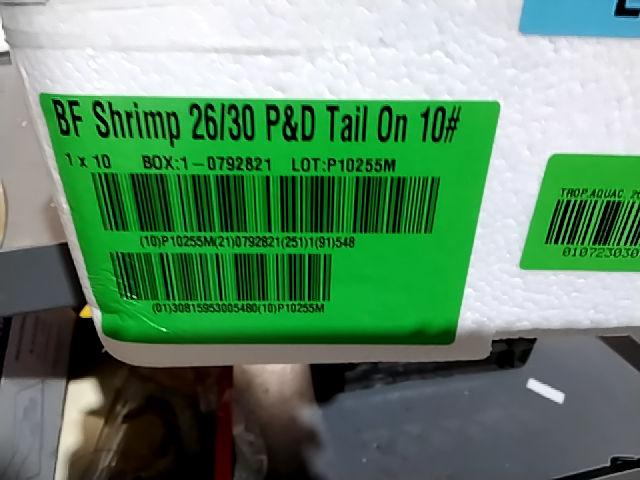 BF Shrimp 26/30 P&D Tail On 10#
1 x 10 BOX:1-0792821 LOT:P10255M
(10)P10255M(21)0792821(251)1(91)548
(01)30815953005480(10)P10255M
TROP.AQUAC. 
010723030